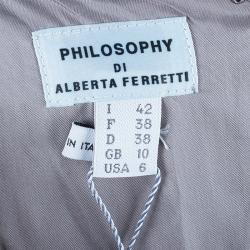 PHILOSOPHY
DI
ALBERTA FERRETTI
I 42
F 38
D 38
GB 10
USA 6
IN ITA